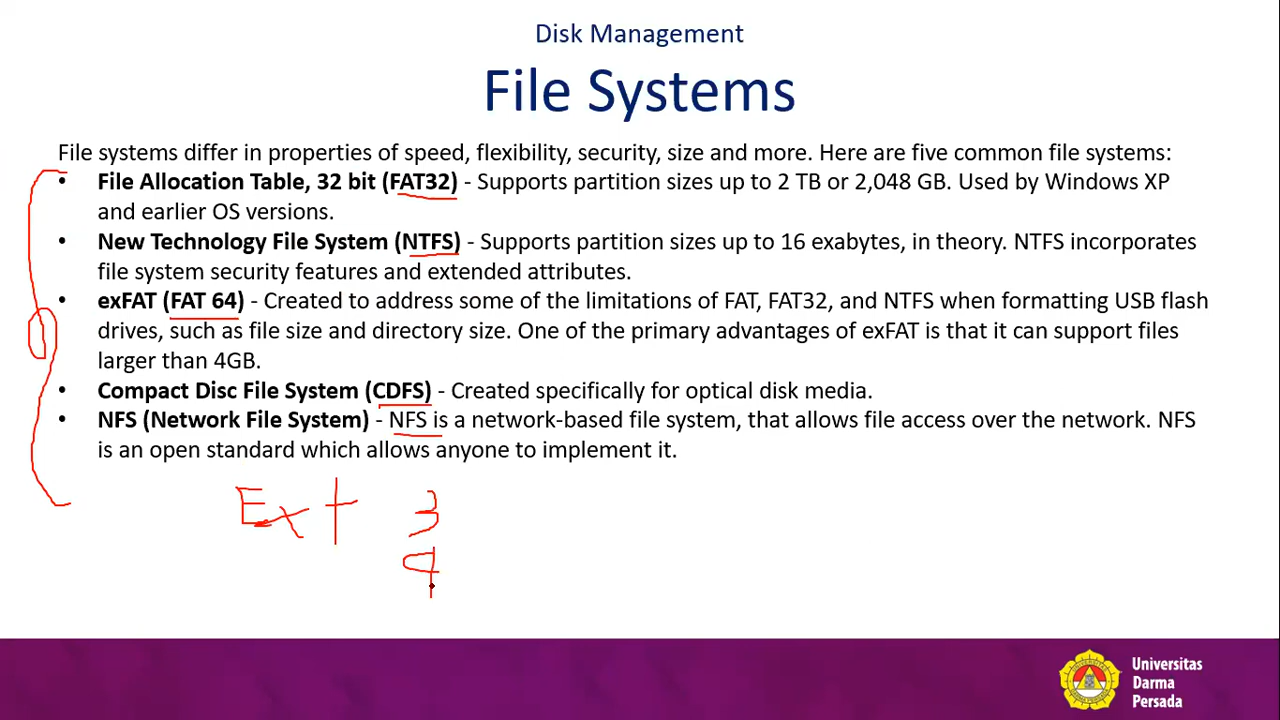 Disk Management
File Systems
File systems differ in properties of speed, flexibility, security, size and more. Here are five common file systems:
• File Allocation Table, 32 bit (FAT32) - Supports partition sizes up to 2 TB or 2,048 GB. Used by Windows XP
and earlier OS versions.
• New Technology File System (NTFS) - Supports partition sizes up to 16 exabytes, in theory. NTFS incorporates
file system security features and extended attributes.
• exFAT (FAT 64) - Created to address some of the limitations of FAT, FAT32, and NTFS when formatting USB flash
drives, such as file size and directory size. One of the primary advantages of exFAT is that it can support files
larger than 4GB.
• Compact Disc File System (CDFS) - Created specifically for optical disk media.
• NFS (Network File System) - NFS is a network-based file system, that allows file access over the network. NFS
is an open standard which allows anyone to implement it.
Ext 3
4
Universitas
Darma
Persada